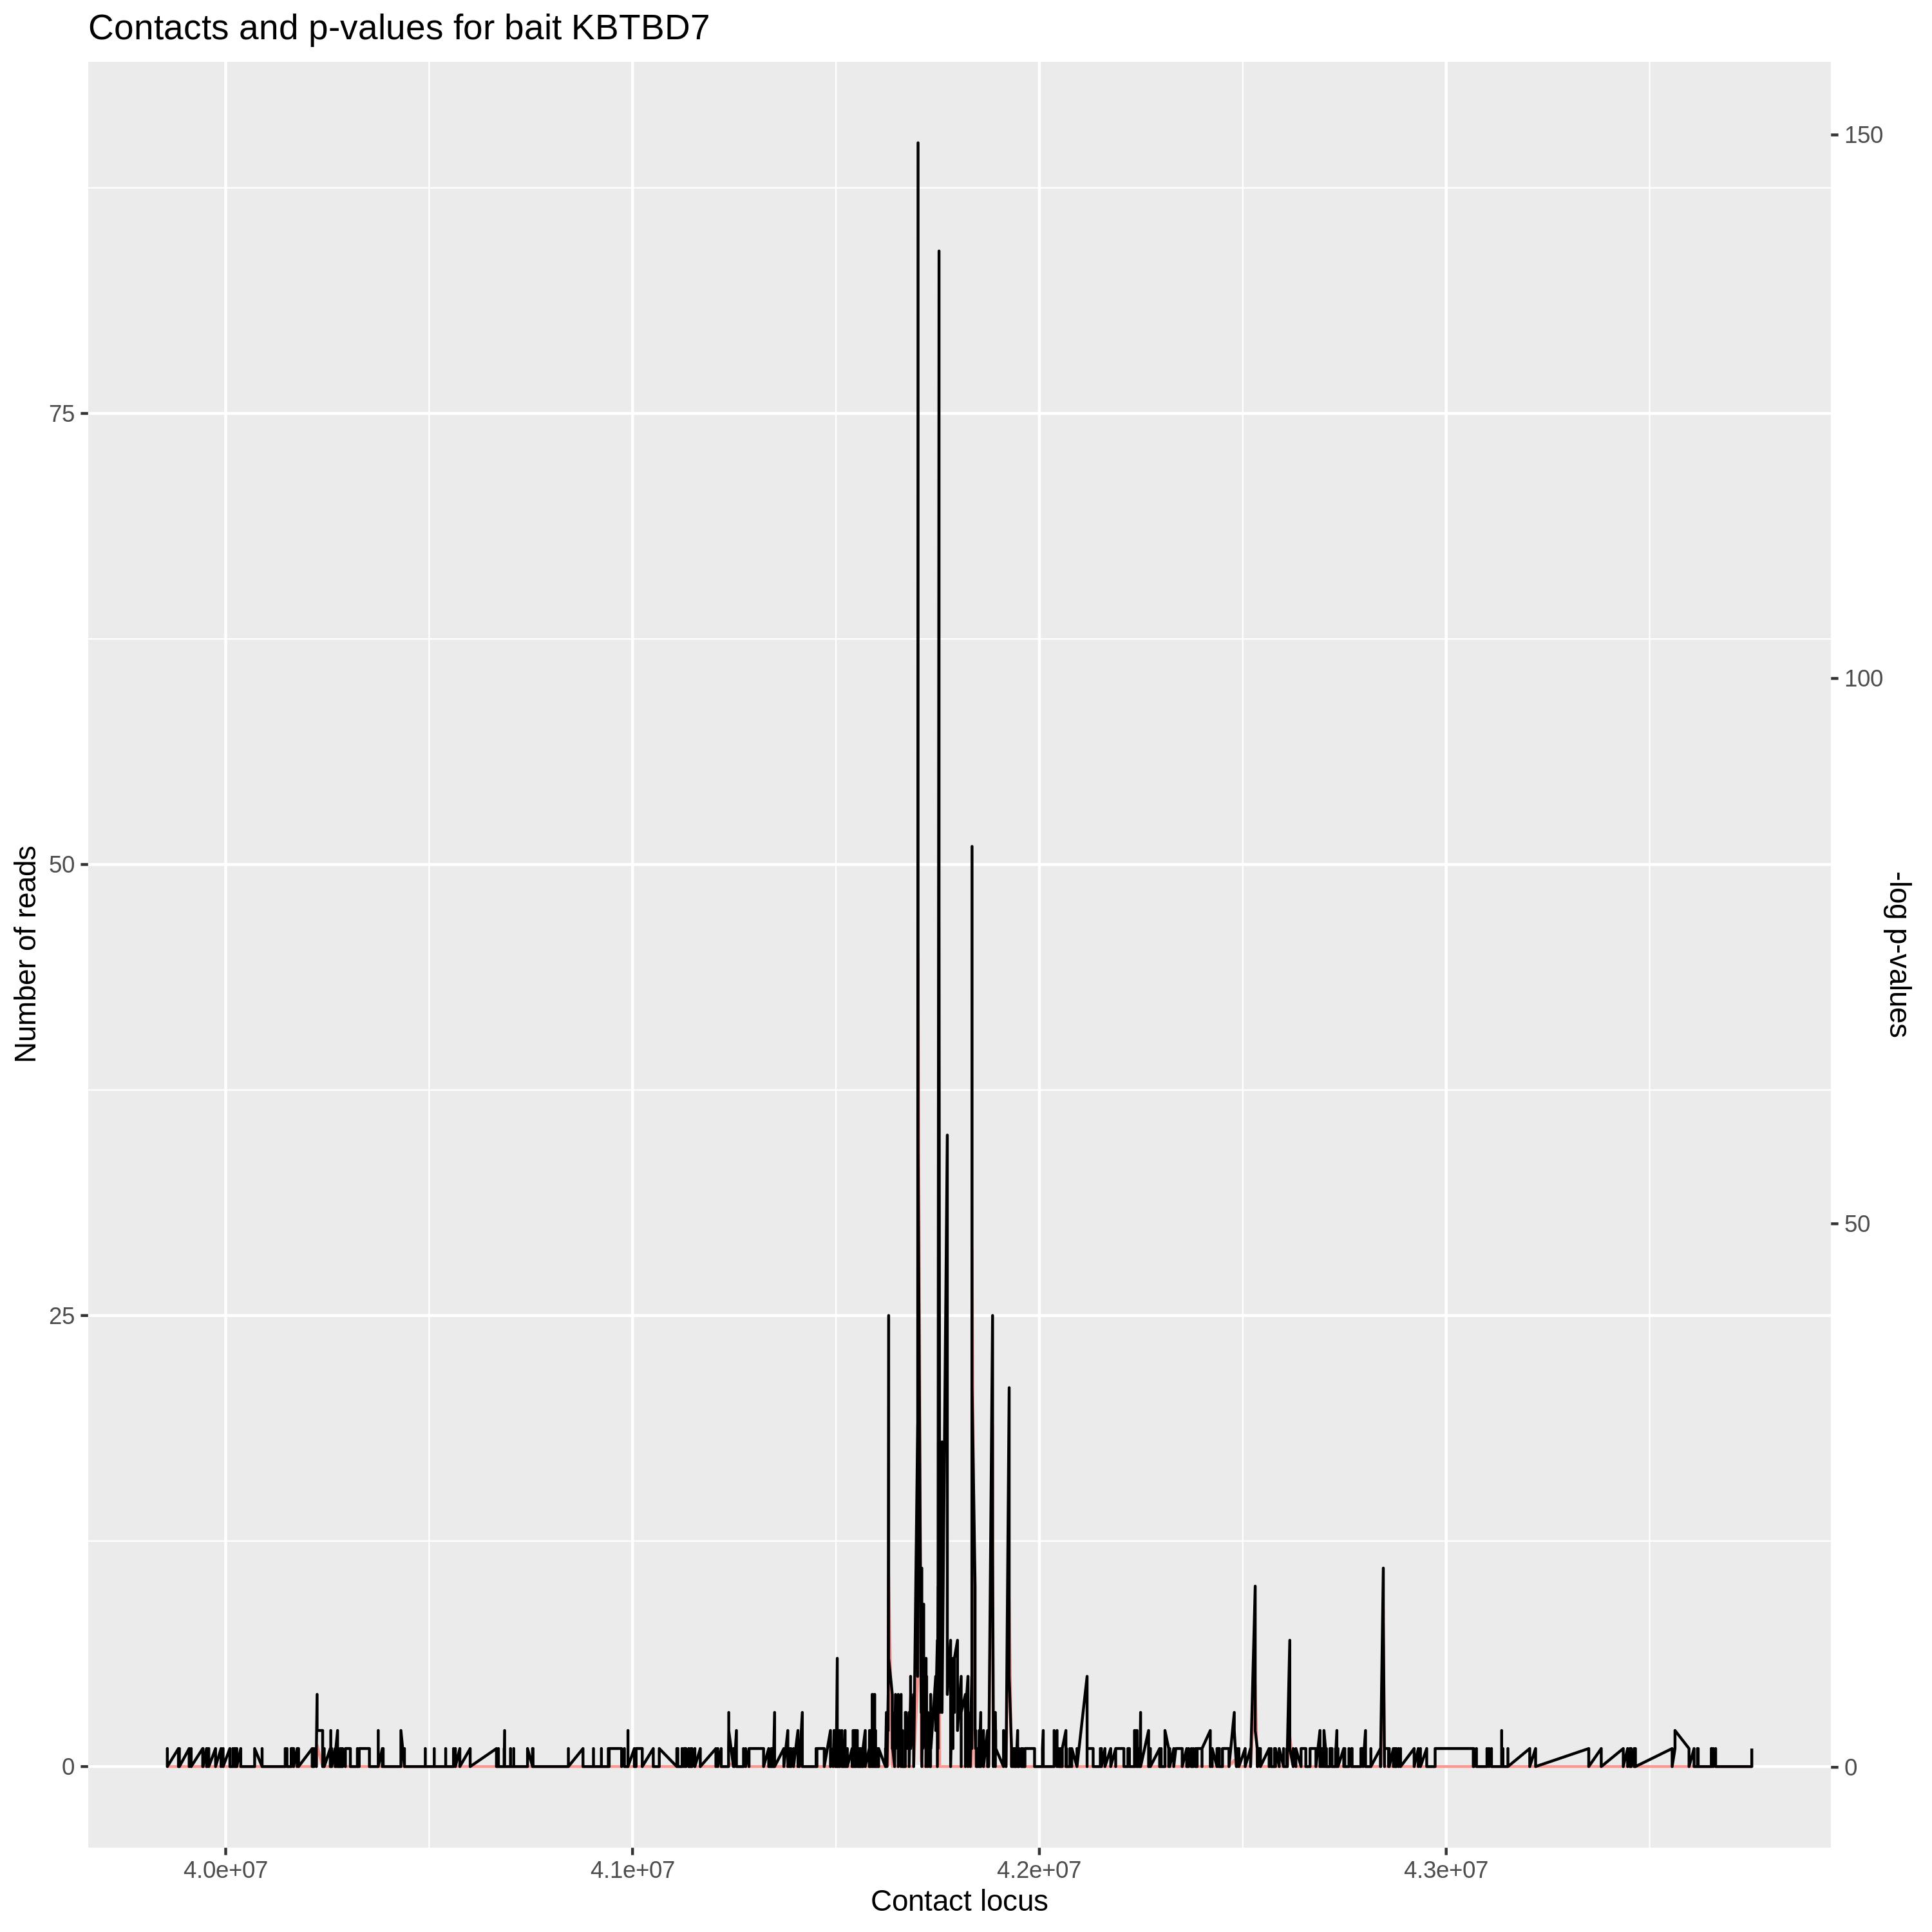 Contacts and p-values for bait KBTBD7
Number of reads
75
50
25
0
150
100
50
0
-log p-values
4.0e+07
4.1e+07
4.2e+07
4.3e+07
Contact locus